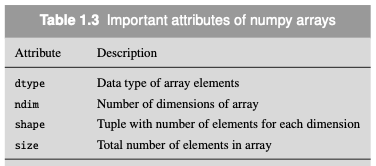 Table 1.3 Important attributes of numpy arrays
Attribute Description
dtype Data type of array elements
ndim Number of dimensions of array
shape Tuple with number of elements for each dimension
size Total number of elements in array